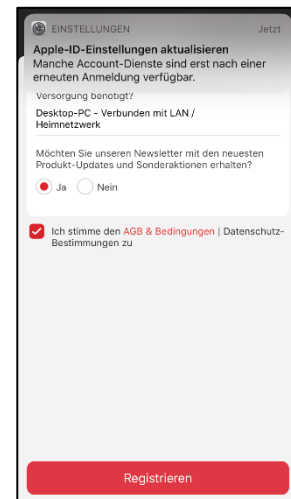 EINSTELLUNGEN Jetzt
Apple-ID-Einstellungen aktualisieren
Manche Account-Dienste sind erst nach einer
erneuten Anmeldung verfügbar.
Versorgung benötigt?
Desktop-PC - Verbunden mit LAN /
Heimnetzwerk
Möchten Sie unseren Newsletter mit den neuesten
Produkt-Updates und Sonderaktionen erhalten?
Ja Nein
Ich stimme den AGB & Bedingungen | Datenschutz-
Bestimmungen zu
Registrieren